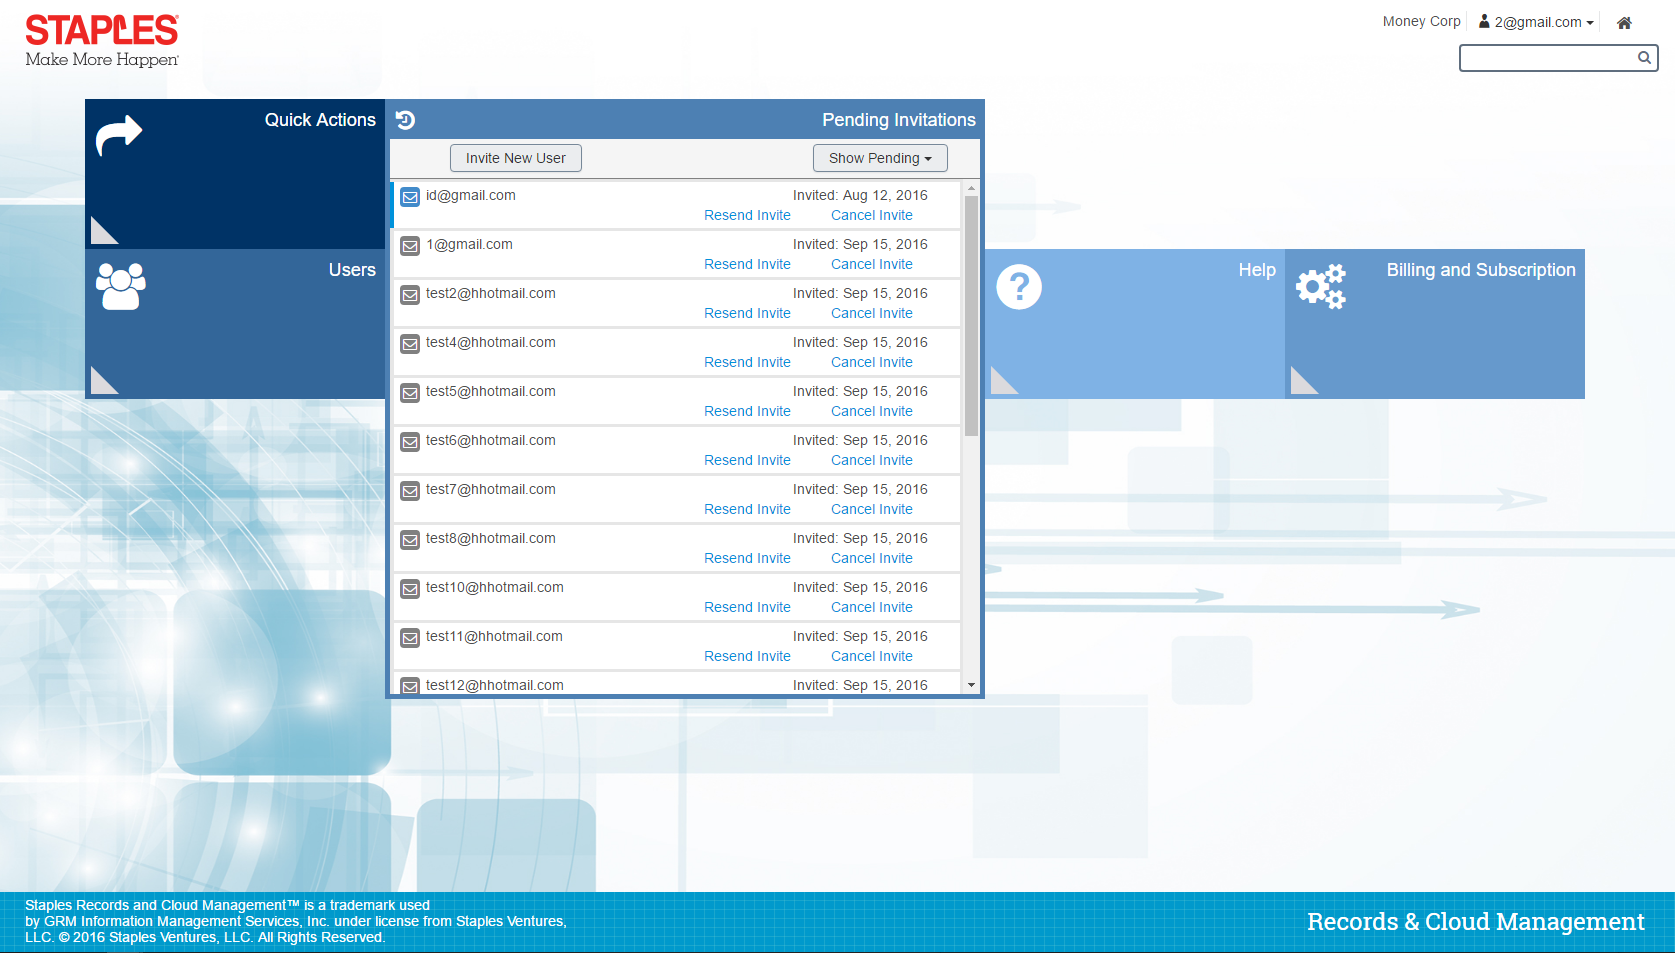 STAPLES
Make More Happen
Money Corp
2@gmail.com
Quick Actions
Pending Invitations
Invite New User
Show Pending
id@gmail.com
Invited: Aug 12, 2016
Resend Invite
Cancel Invite
1@gmail.com
Invited: Sep 15, 2016
Resend Invite
Cancel Invite
test2@hhotmail.com
Invited: Sep 15, 2016
Resend Invite
Cancel Invite
test4@hhotmail.com
Invited: Sep 15, 2016
Resend Invite
Cancel Invite
test5@hhotmail.com
Invited: Sep 15, 2016
Resend Invite
Cancel Invite
test6@hhotmail.com
Invited: Sep 15, 2016
Resend Invite
Cancel Invite
test7@hhotmail.com
Invited: Sep 15, 2016
Resend Invite
Cancel Invite
test8@hhotmail.com
Invited: Sep 15, 2016
Resend Invite
Cancel Invite
test10@hhotmail.com
Invited: Sep 15, 2016
Resend Invite
Cancel Invite
test11@hhotmail.com
Invited: Sep 15, 2016
Resend Invite
Cancel Invite
test12@hhotmail.com
Invited: Sep 15, 2016
Users
Help
Billing and Subscription
Staples Records and Cloud Management™ is a trademark used
by GRM Information Management Services, Inc. under license from Staples Ventures,
LLC. © 2016 Staples Ventures, LLC. All Rights Reserved.
Records & Cloud Management